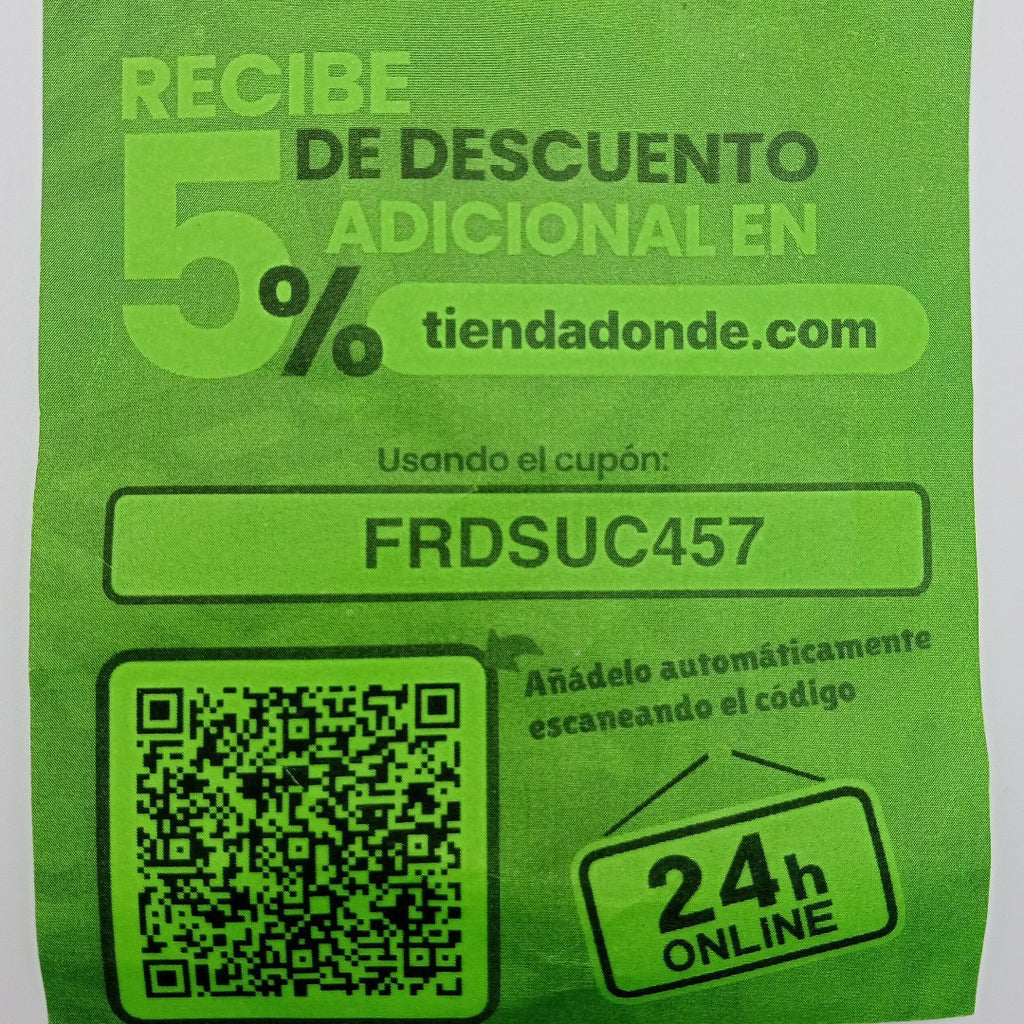 RECIBE
5% DE DESCUENTO
ADICIONAL EN
tiendadonde.com
Usando el cupón:
FRDSUC457
Añádelo automáticamente
escaneando el código
24h
ONLINE